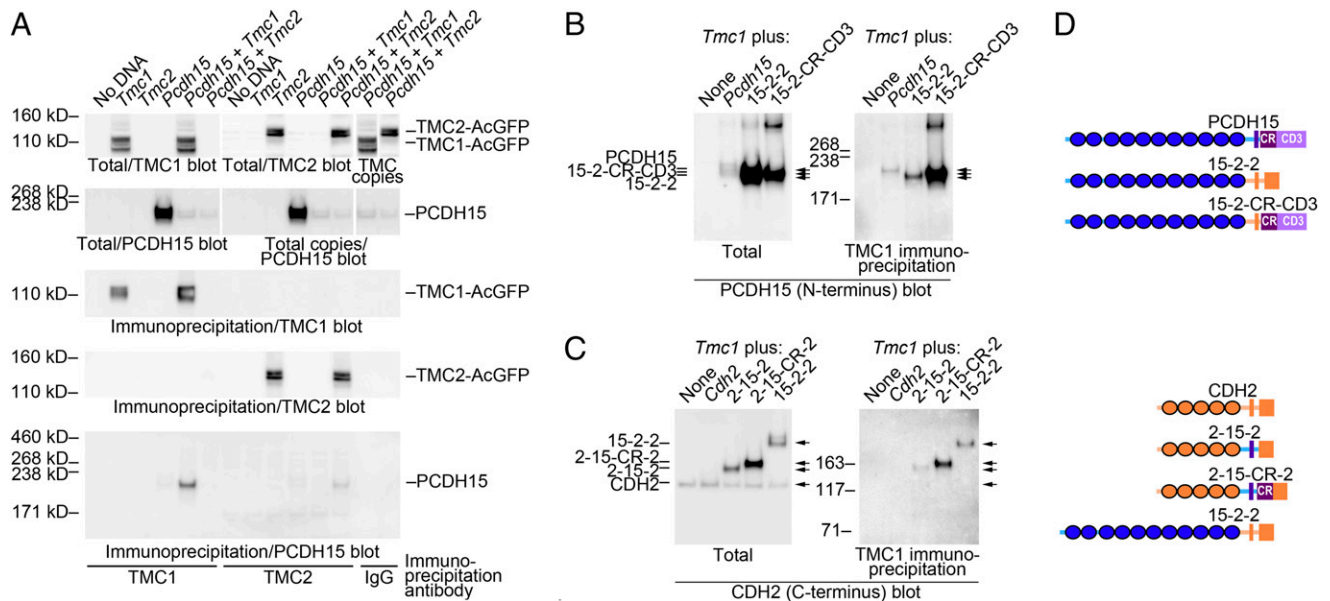 A
No DNA
Tmc1
Tmc2
Pcdh15
Pcdh15 + Tmc1
Pcdh15 + Tmc2
No DNA
Tmc1
Tmc2
Pcdh15
Pcdh15 + Tmc1
Pcdh15 + Tmc2
Pcdh15 + Tmc1
Pcdh15 + Tmc2
160 kD–
110 kD–
–TMC2-AcGFP
–TMC1-AcGFP
Total/TMC1 blot
Total/TMC2 blot
TMC
copies
268 kD–
238 kD–
–PCDH15
Total/PCDH15 blot
Total copies/
PCDH15 blot
110 kD–
–TMC1-AcGFP
Immunoprecipitation/TMC1 blot
160 kD–
110 kD–
–TMC2-AcGFP
Immunoprecipitation/TMC2 blot
460 kD–
268 kD–
238 kD–
171 kD–
–PCDH15
Immunoprecipitation/PCDH15 blot
TMC1
TMC2
IgG
Immuno-
precipitation
antibody
B
Tmc1 plus:
None
Pcdh15
15-2-2
15-2-CR-CD3
Tmc1 plus:
None
Pcdh15
15-2-2
15-2-CR-CD3
PCDH15
15-2-CR-CD3
15-2-2
268
238
171
Total
TMC1 immuno-
precipitation
PCDH15 (N-terminus) blot
C
Tmc1 plus:
None
Cdh2
2-15-2
2-15-CR-2
15-2-2
Tmc1 plus:
None
Cdh2
2-15-2
2-15-CR-2
15-2-2
15-2-2
2-15-CR-2
2-15-2
CDH2
163
117
71
Total
TMC1 immuno-
precipitation
CDH2 (C-terminus) blot
D
PCDH15
CR CD3
15-2-2
15-2-CR-CD3
CR CD3
CDH2
2-15-2
2-15-CR-2
CR
15-2-2